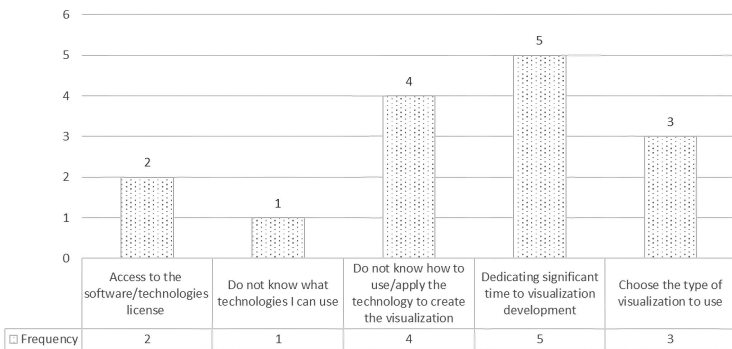 6
5
4
3
2
1
0
2
1
4
5
3
Access to the
software/technologies
license
Do not know what
technologies I can use
Do not know how to
use/apply the
technology to create
the visualization
Dedicating significant
time to visualization
development
Choose the type of
visualization to use
Frequency 2 1 4 5 3